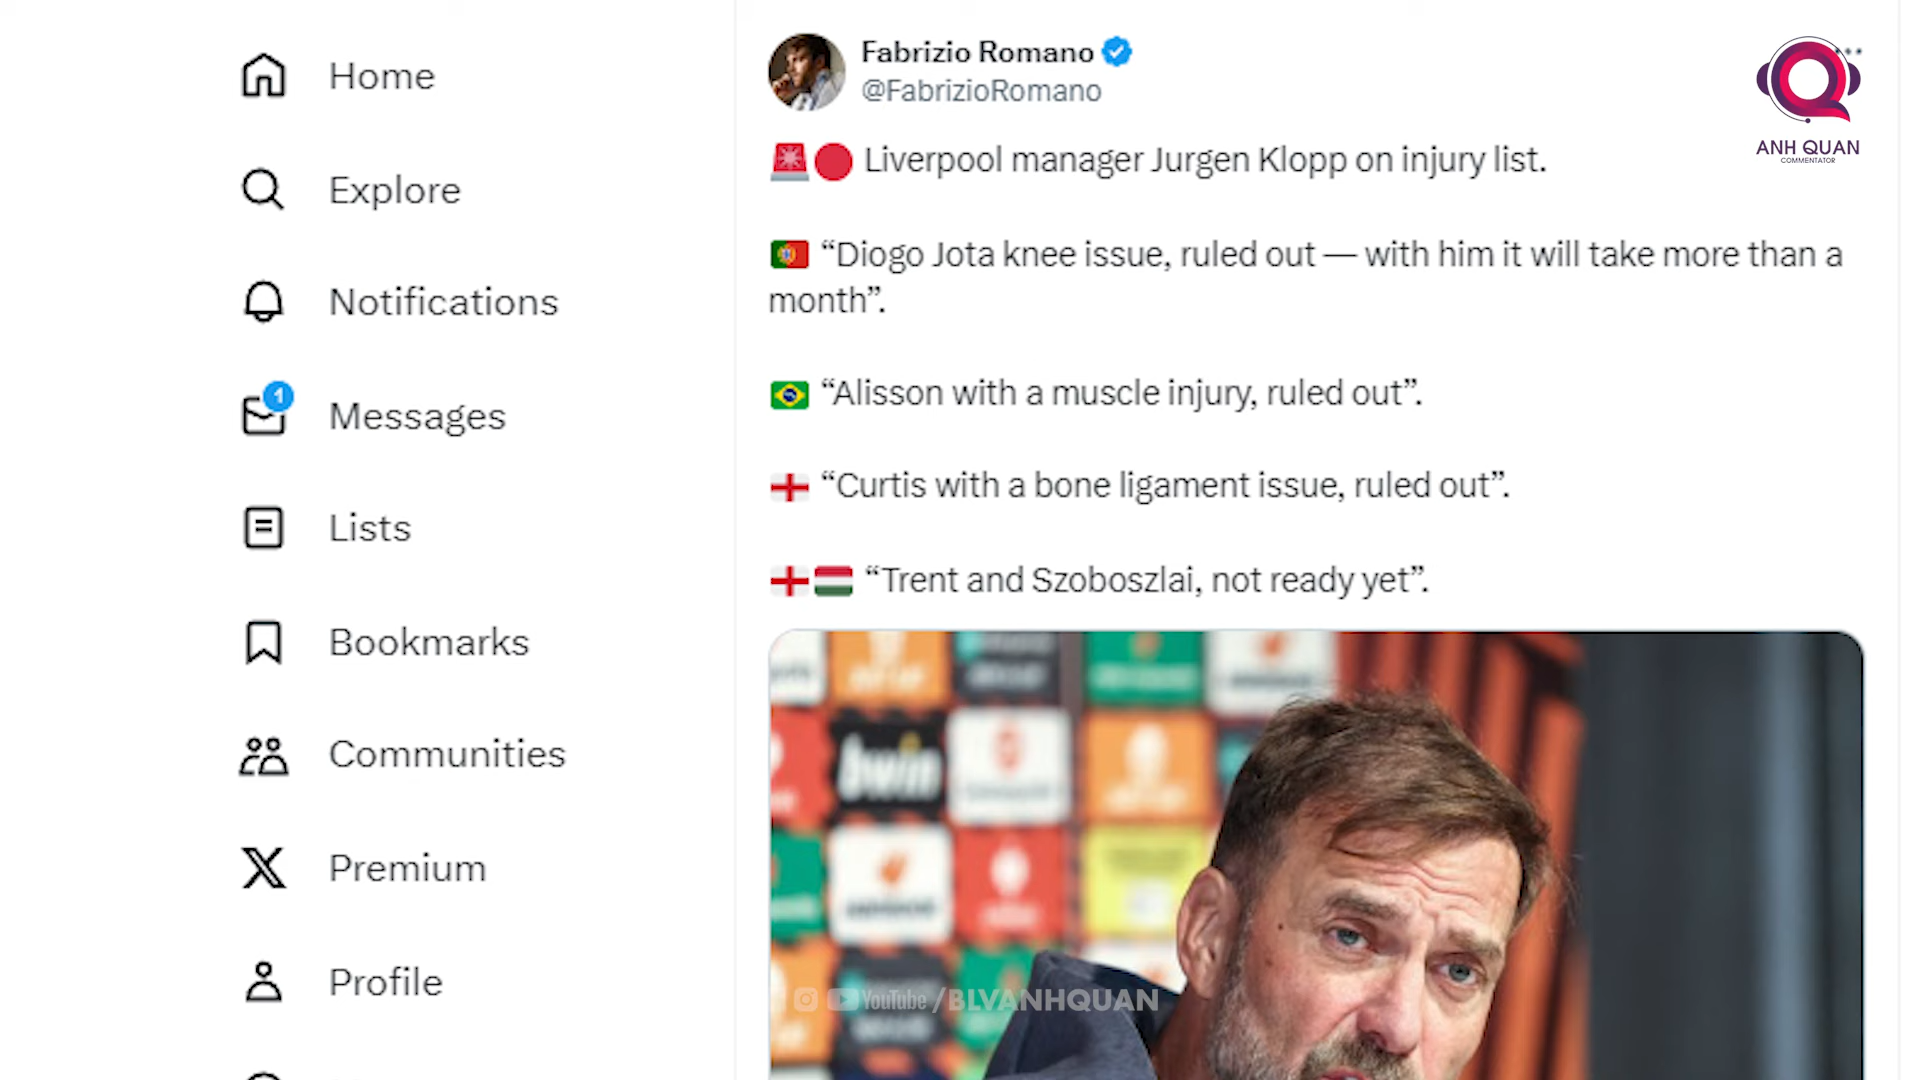 Home
Explore
Notifications
1
Messages
Lists
Bookmarks
Communities
Premium
Profile
Fabrizio Romano
@FabrizioRomano
Liverpool manager Jurgen Klopp on injury list.
“Diogo Jota knee issue, ruled out — with him it will take more than a
month”.
“Alisson with a muscle injury, ruled out”.
“Curtis with a bone ligament issue, ruled out”.
“Trent and Szoboszlai, not ready yet”.
ANH QUAN
COMMENTATOR
bwin
YouTube /BLVANHQUAN